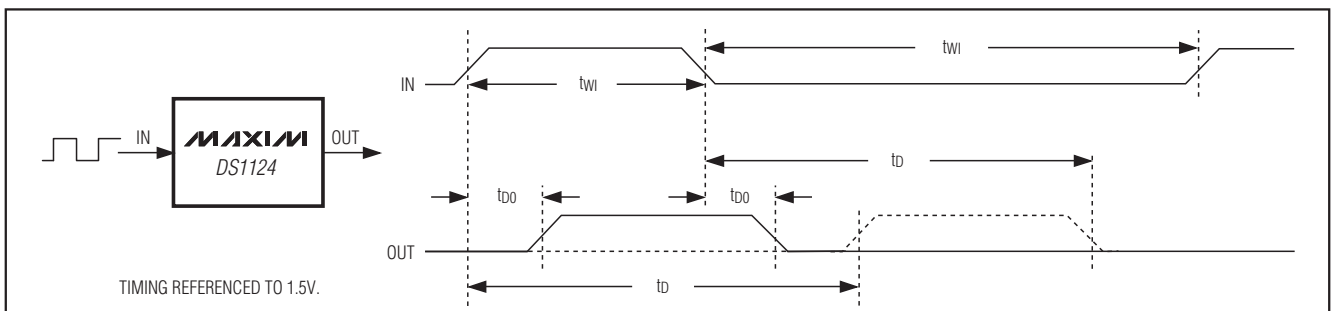 tWI
IN
tWI
IN
MAXIM
DS1124
OUT
tD
tD0
tD0
OUT
tD
TIMING REFERENCED TO 1.5V.